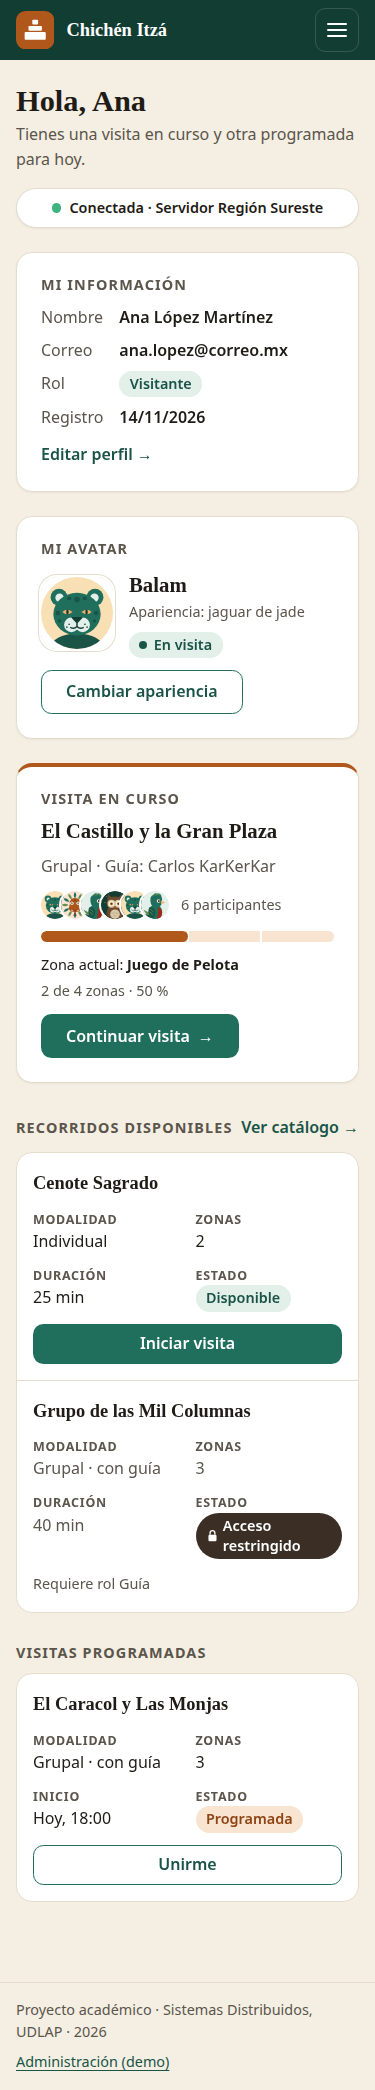 Chichén Itzá
Hola, Ana
Tienes una visita en curso y otra programada
para hoy.
Conectada · Servidor Región Sureste
MI INFORMACIÓN
Nombre Ana López Martínez
Correo ana.lopez@correo.mx
Rol Visitante
Registro 14/11/2026
Editar perfil →
MI AVATAR
Balam
Apariencia: jaguar de jade
En visita
Cambiar apariencia
VISITA EN CURSO
El Castillo y la Gran Plaza
Grupal · Guía: Carlos KarKerKar
6 participantes
Zona actual: Juego de Pelota
2 de 4 zonas · 50 %
Continuar visita →
RECORRIDOS DISPONIBLES Ver catálogo →
Cenote Sagrado
MODALIDAD ZONAS
Individual 2
DURACIÓN ESTADO
25 min Disponible
Iniciar visita
Grupo de las Mil Columnas
MODALIDAD ZONAS
Grupal · con guía 3
DURACIÓN ESTADO
40 min Acceso
restringido
Requiere rol Guía
VISITAS PROGRAMADAS
El Caracol y Las Monjas
MODALIDAD ZONAS
Grupal · con guía 3
INICIO ESTADO
Hoy, 18:00 Programada
Unirme
Proyecto académico · Sistemas Distribuidos,
UDLAP · 2026
Administración (demo)